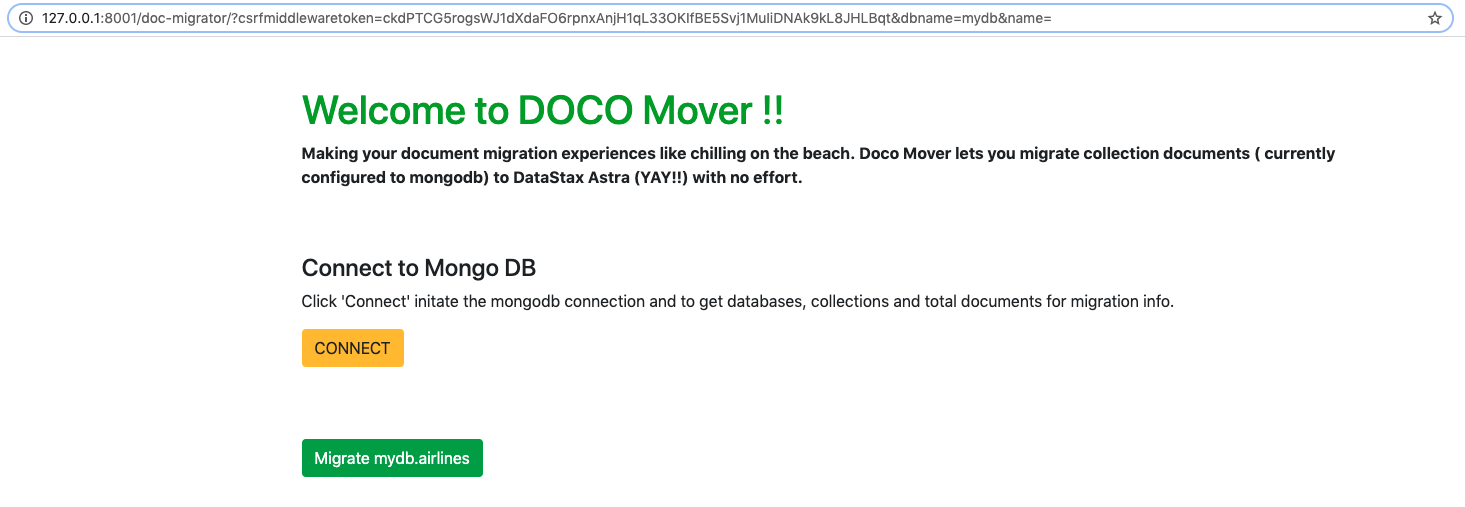 127.0.0.1:8001/doc-migrator/?csrfmiddlewaretoken=ckdPTCG5rogsWJ1dXdaFO6rpnxAnjH1qL33OKIfBE5Svj1MuIiDNAk9kL8JHLBqt&dbname=mydb&name=
Welcome to DOCO Mover !!
Making your document migration experiences like chilling on the beach. Doco Mover lets you migrate collection documents ( currently
configured to mongodb) to DataStax Astra (YAY!!) with no effort.
Connect to Mongo DB
Click 'Connect' initate the mongodb connection and to get databases, collections and total documents for migration info.
CONNECT
Migrate mydb.airlines